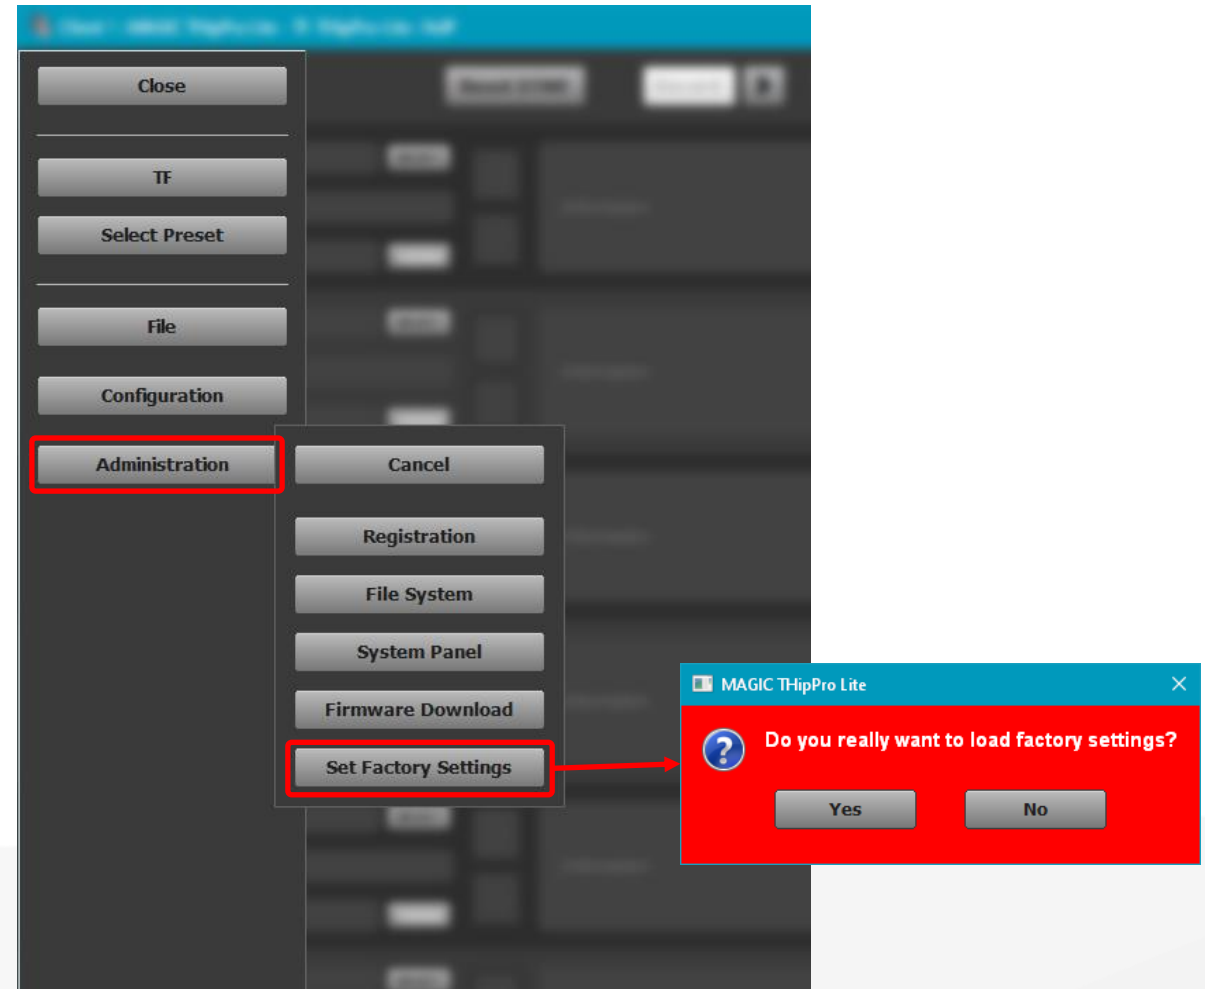 Close
TF
Select Preset
File
Configuration
Administration
Cancel
Registration
File System
System Panel
Firmware Download
Set Factory Settings
MAGIC THipPro Lite
Do you really want to load factory settings?
Yes
No